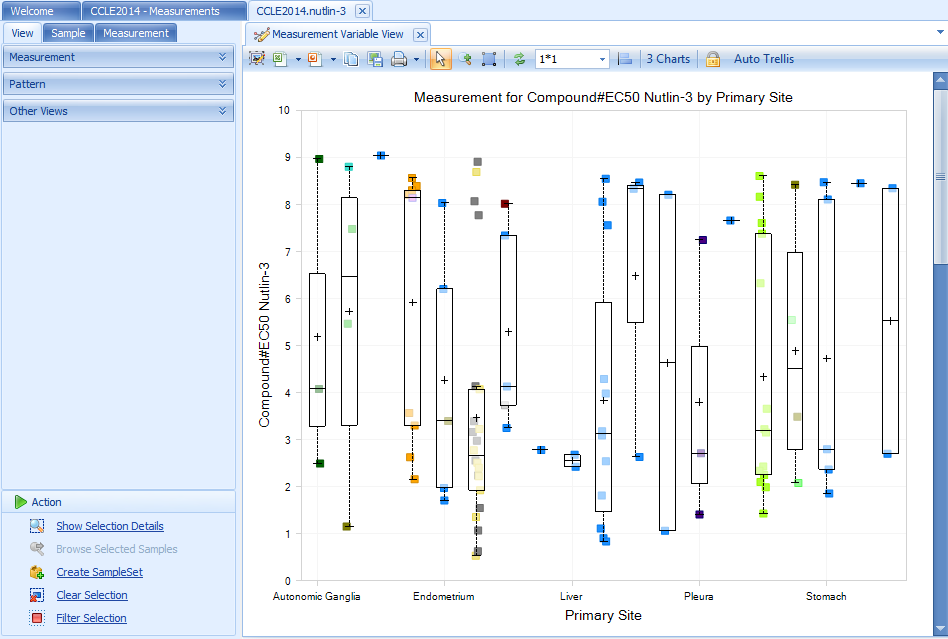 Welcome CCLE2014 - Measurements CCLE2014.nutlin-3
View Sample Measurement Measurement Variable View
Measurement
1*1 3 Charts Auto Trellis
Pattern
Other Views
Measurement for Compound#EC50 Nutlin-3 by Primary Site
10
9
8
7
6
5
4
3
2
1
0
Compound#EC50 Nutlin-3
Autonomic Ganglia Endometrium Liver Pleura Stomach
Primary Site
Action
Show Selection Details
Browse Selected Samples
Create SampleSet
Clear Selection
Filter Selection